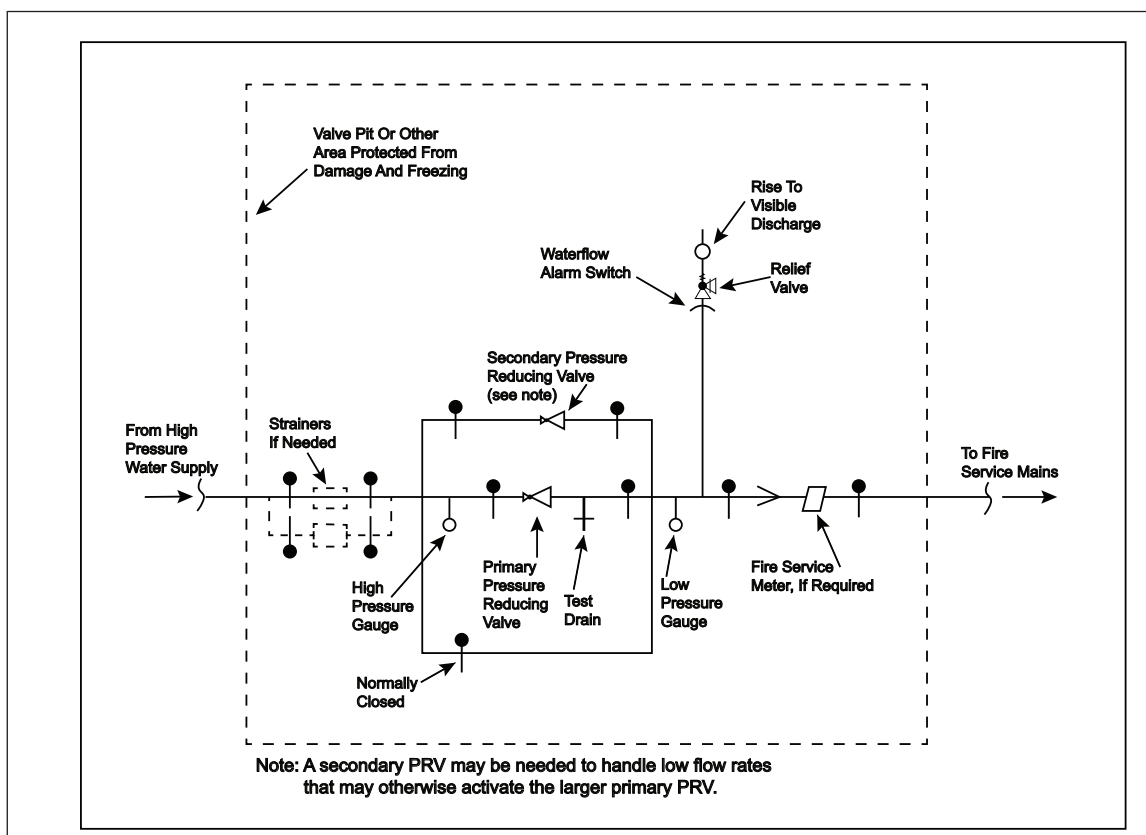 Valve Pit Or Other
Area Protected From
Damage And Freezing
Rise To
Visible
Discharge
Waterflow
Alarm Switch
Relief
Valve
Secondary Pressure
Reducing Valve
(see note)
Strainers
If Needed
From High
Pressure
Water Supply
To Fire
Service Mains
High
Pressure
Gauge
Primary
Pressure
Reducing
Valve
Test
Drain
Low
Pressure
Gauge
Fire Service
Meter, If Required
Normally
Closed
Note: A secondary PRV may be needed to handle low flow rates
that may otherwise activate the larger primary PRV.